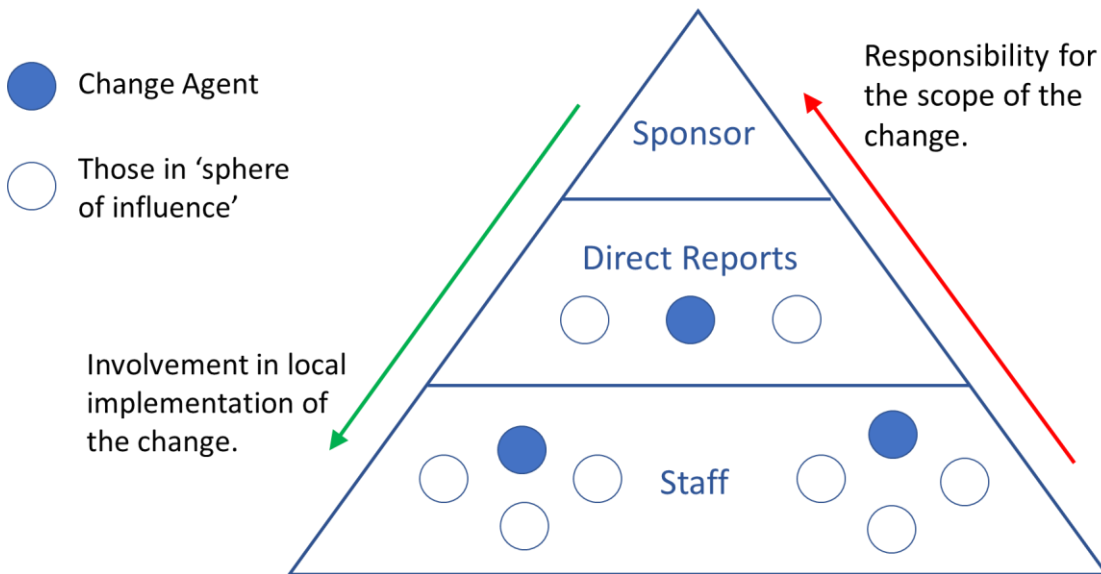 Change Agent
Those in ‘sphere
of influence’
Responsibility for
the scope of the
change.
Sponsor
Direct Reports
Involvement in local
implementation of
the change.
Staff